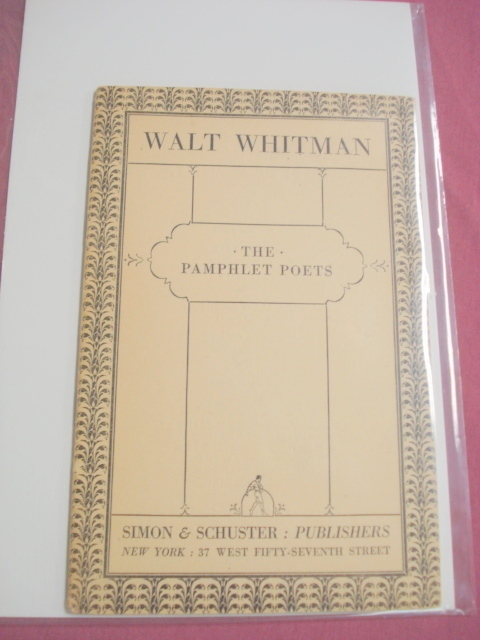 WALT WHITMAN
· THE ·
PAMPHLET POETS
SIMON & SCHUSTER : PUBLISHERS
NEW YORK : 37 WEST FIFTY-SEVENTH STREET